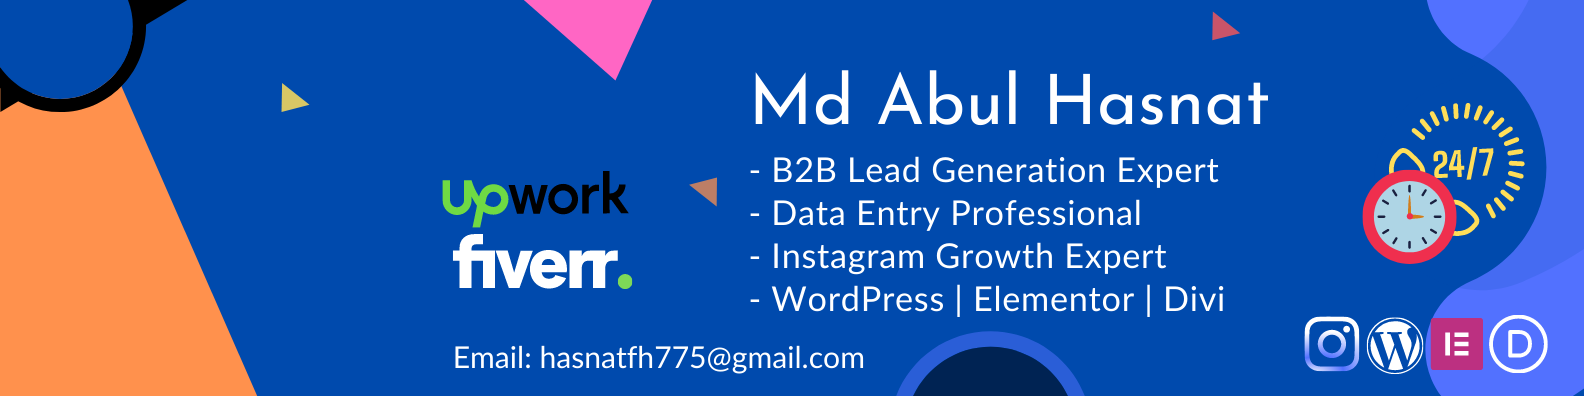 Md Abul Hasnat
- B2B Lead Generation Expert
- Data Entry Professional
- Instagram Growth Expert
- WordPress | Elementor | Divi
upwork
fiverr.
Email: hasnatfh775@gmail.com
24/7
W
E
D